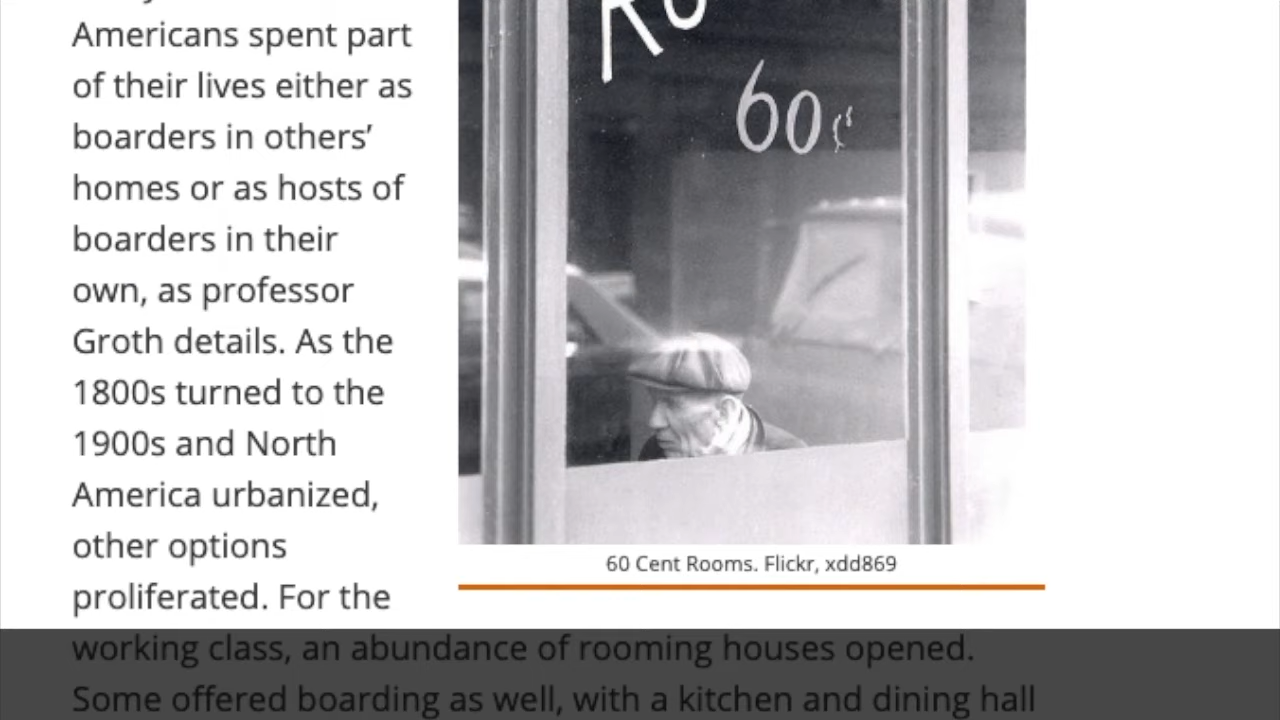 Americans spent part
of their lives either as
boarders in others’
homes or as hosts of
boarders in their
own, as professor
Groth details. As the
1800s turned to the
1900s and North
America urbanized,
other options
proliferated. For the
working class, an abundance of rooming houses opened.
Some offered boarding as well, with a kitchen and dining hall
60¢
60 Cent Rooms. Flickr, xdd869